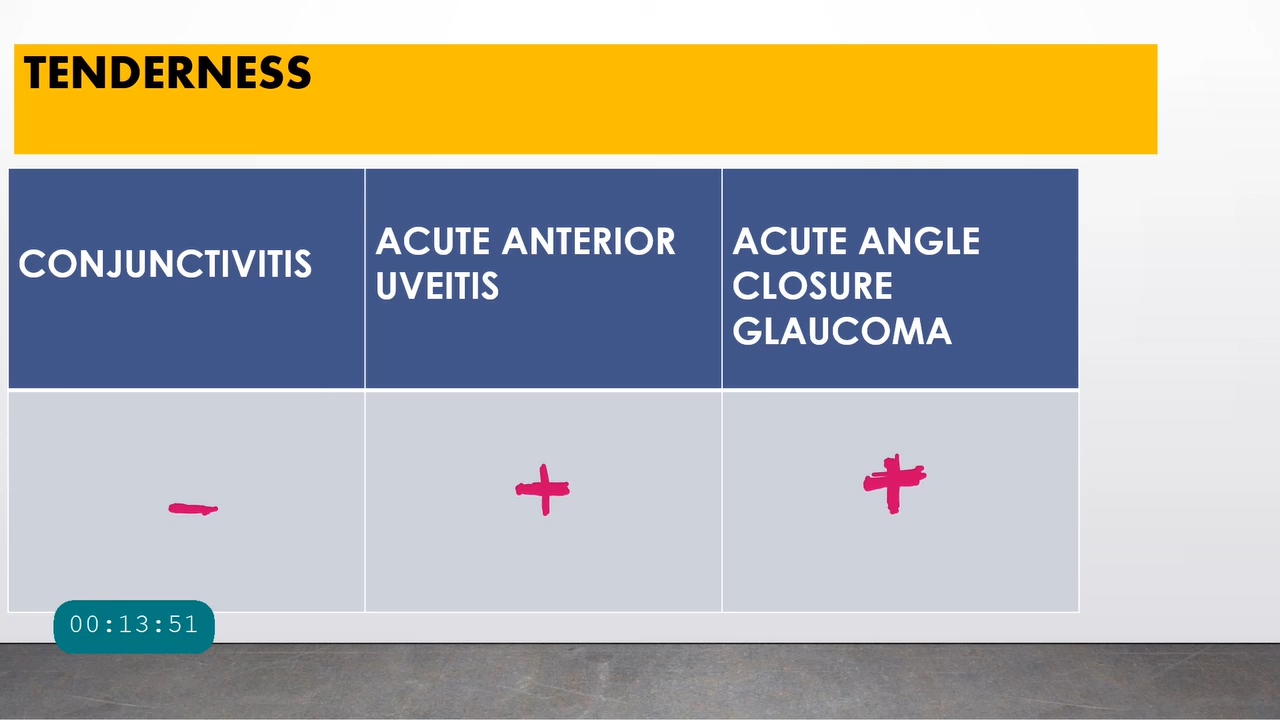 TENDERNESS
CONJUNCTIVITIS
ACUTE ANTERIOR
UVEITIS
ACUTE ANGLE
CLOSURE
GLAUCOMA
- + +
00:13:51